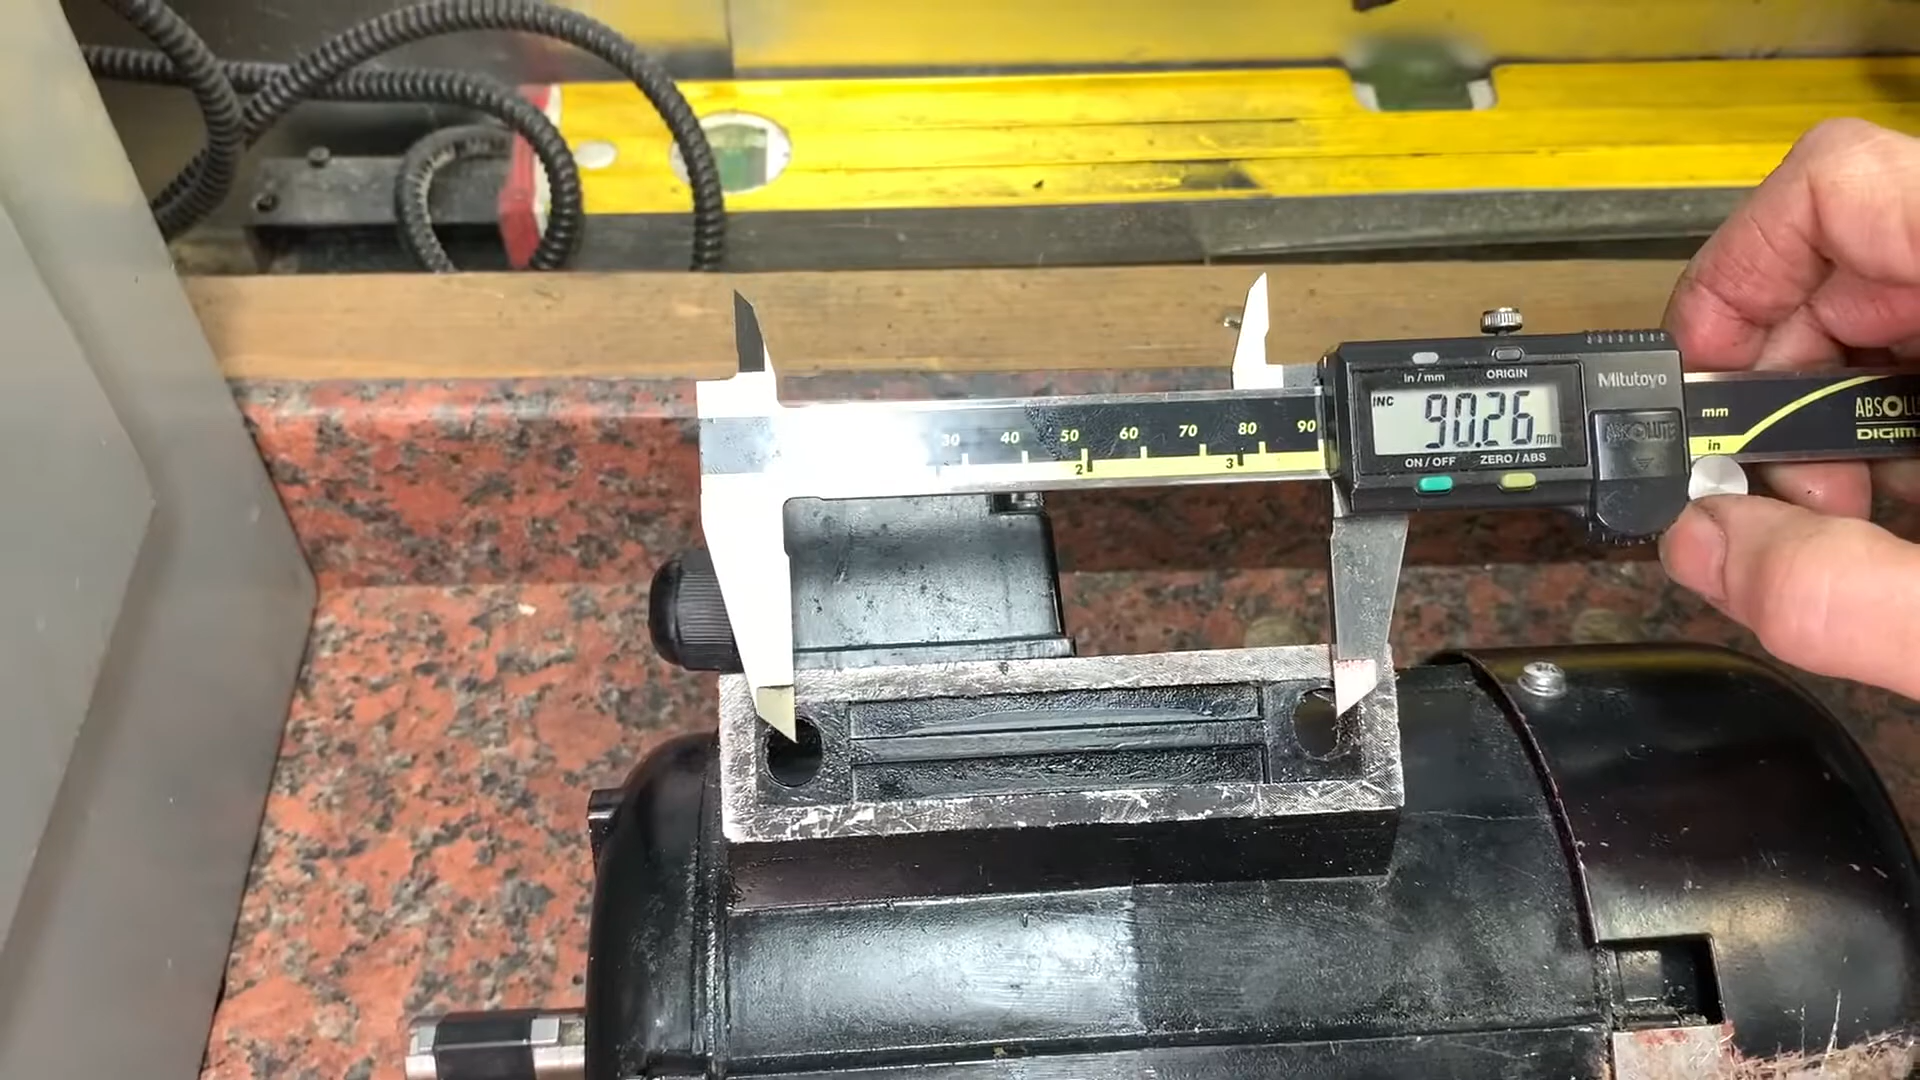 in/mm ORIGIN
Mitutoyo
INC 90.26 mm
ABSOLUTE
ON/OFF ZERO/ABS
30 40 50 60 70 80 90
2 3
mm
in